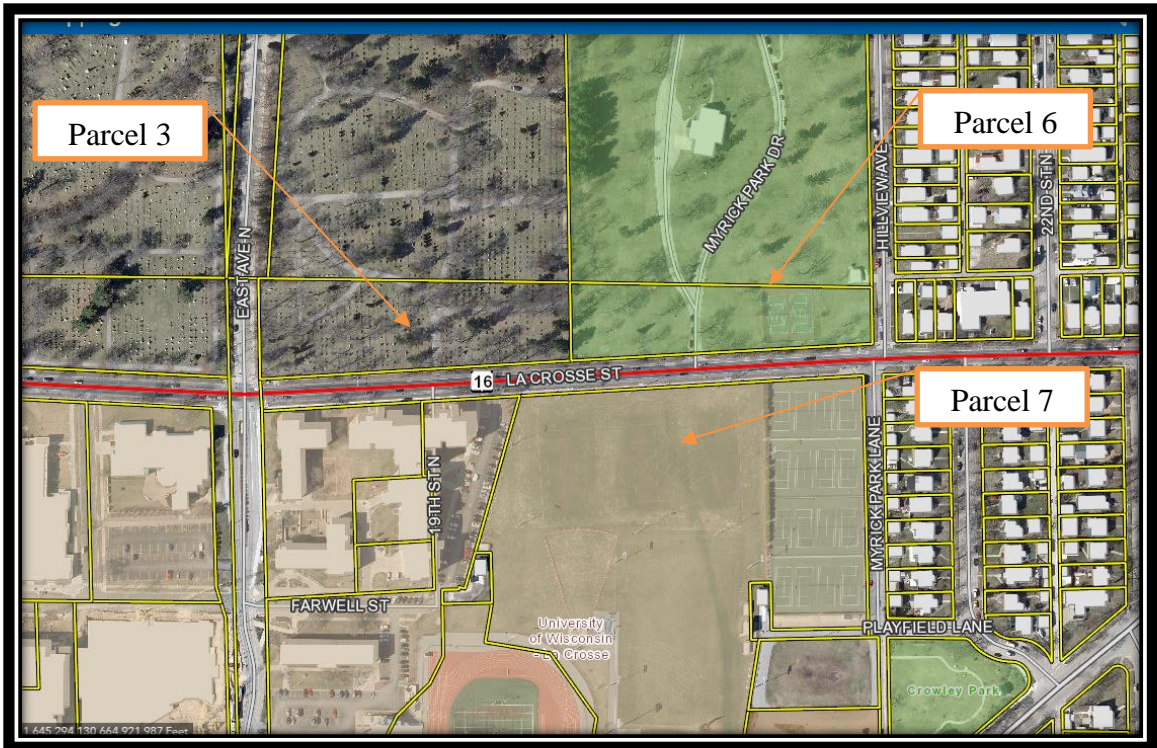 Parcel 3
Parcel 6
MYRICK PARK DR
HILLVIEW AVE
22ND ST N
EAST AVE N
16
LA CROSSE ST
Parcel 7
19TH ST N
MYRICK PARK LANE
FARWELL ST
University
of Wisconsin
- La Crosse
PLAYFIELD LANE
Crowley Park